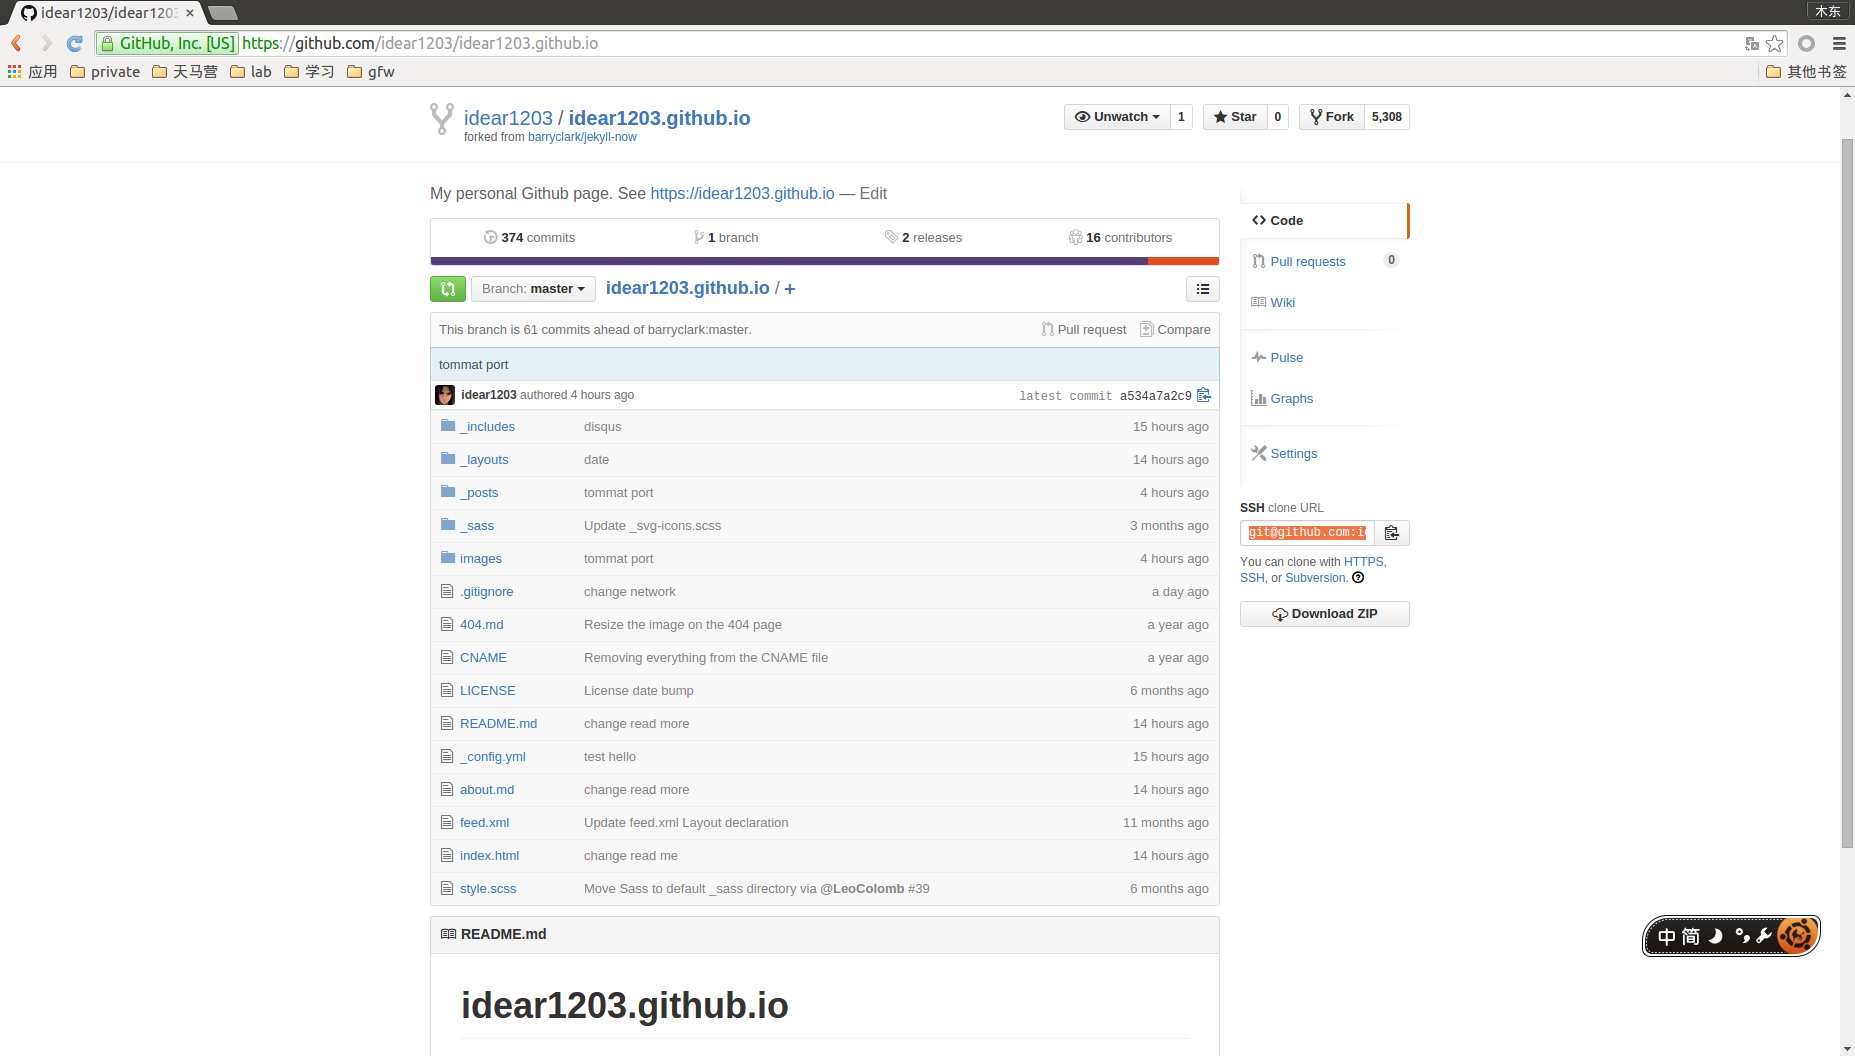 idear1203/idear1203
木东
GitHub, Inc. [US] https://github.com/idear1203/idear1203.github.io
应用 private 天马营 lab 学习 gfw 其他书签
idear1203 / idear1203.github.io
Unwatch 1 Star 0 Fork 5,308
forked from barryclark/jekyll-now
My personal Github page. See https://idear1203.github.io — Edit
374 commits 1 branch 2 releases 16 contributors
Branch: master idear1203.github.io / +
This branch is 61 commits ahead of barryclark:master. Pull request Compare
tommat port
idear1203 authored 4 hours ago latest commit a534a7a2c9
_includes disqus 15 hours ago
_layouts date 14 hours ago
_posts tommat port 4 hours ago
_sass Update _svg-icons.scss 3 months ago
images tommat port 4 hours ago
.gitignore change network a day ago
404.md Resize the image on the 404 page a year ago
CNAME Removing everything from the CNAME file a year ago
LICENSE License date bump 6 months ago
README.md change read more 14 hours ago
_config.yml test hello 15 hours ago
about.md change read more 14 hours ago
feed.xml Update feed.xml Layout declaration 11 months ago
index.html change read me 14 hours ago
style.scss Move Sass to default _sass directory via @LeoColomb #39 6 months ago
README.md
idear1203.github.io
Code
Pull requests 0
Wiki
Pulse
Graphs
Settings
SSH clone URL
git@github.com:i
You can clone with HTTPS,
SSH, or Subversion.
Download ZIP
中 简